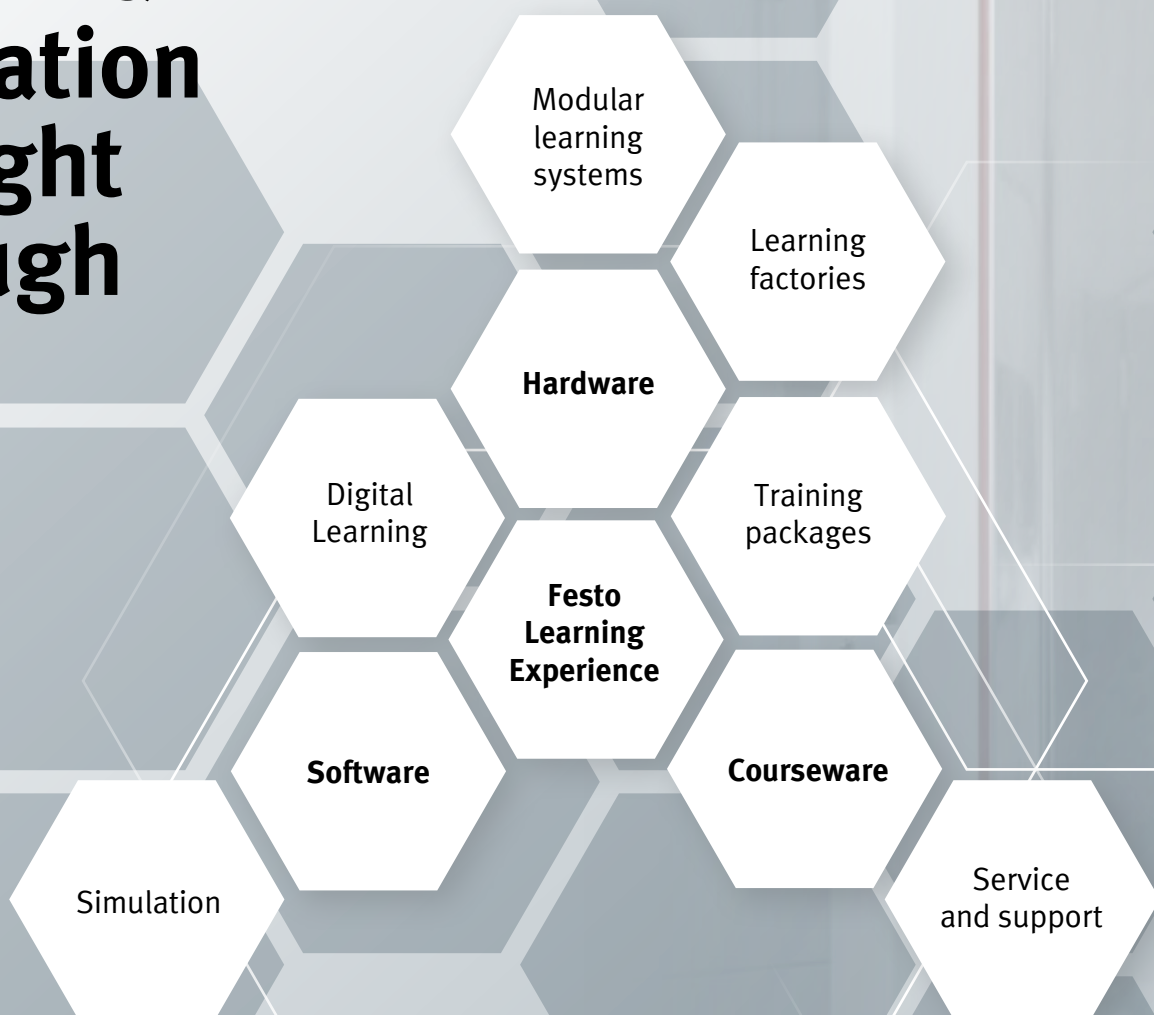 ation
ght
ugh
Modular
learning
systems
Learning
factories
Hardware
Digital
Learning
Training
packages
Festo
Learning
Experience
Software
Courseware
Simulation
Service
and support